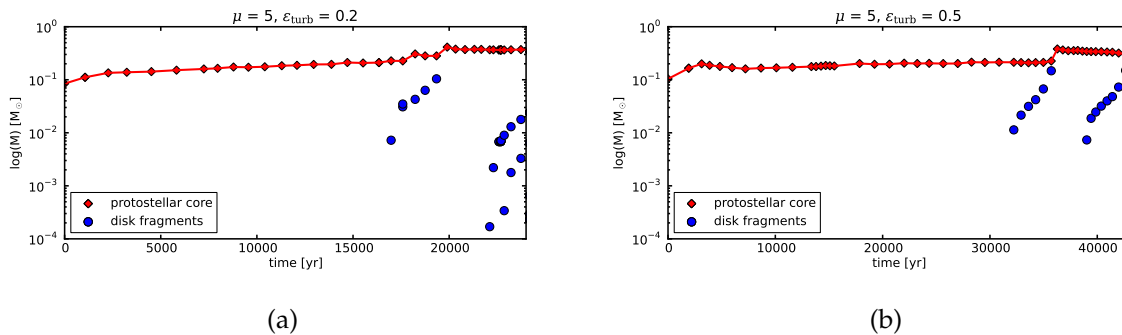 μ = 5, ε_turb = 0.2
10^0
10^-1
10^-2
10^-3
10^-4
log(M) [M_⊙]
protostellar core
disk fragments
0 5000 10000 15000 20000
time [yr]
(a)
μ = 5, ε_turb = 0.5
10^0
10^-1
10^-2
10^-3
10^-4
log(M) [M_⊙]
protostellar core
disk fragments
0 10000 20000 30000 40000
time [yr]
(b)